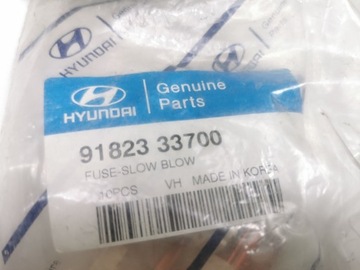 HYUNDAI
Genuine
Parts
91823 33700
FUSE-SLOW BLOW
VH MADE IN KOREA